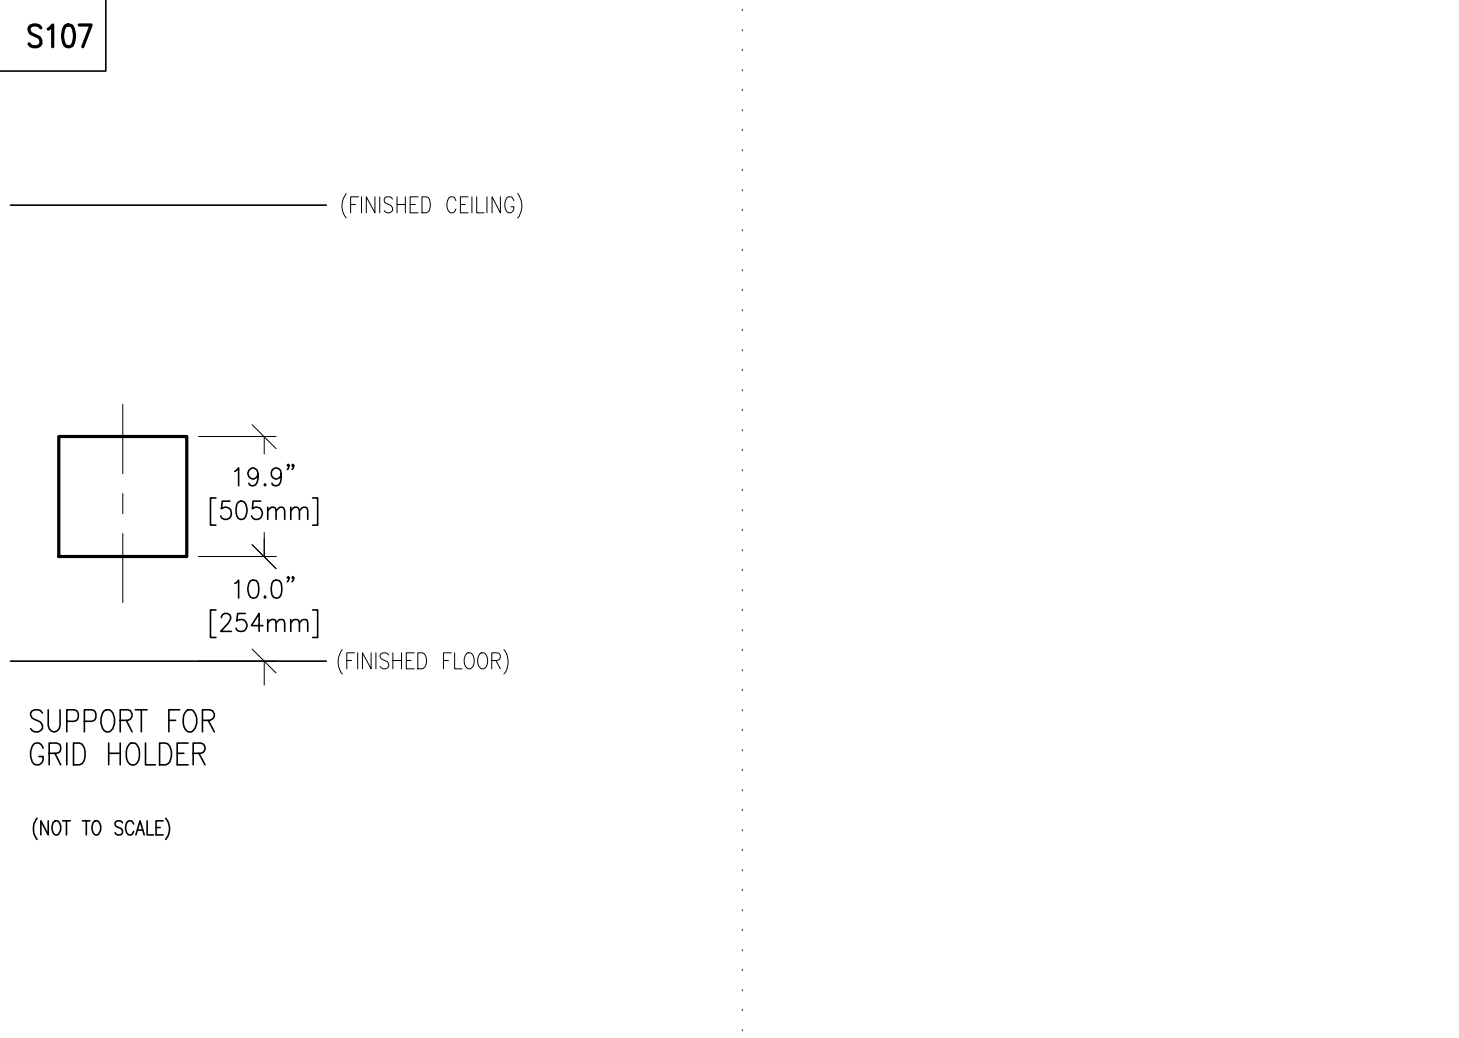 S107
(FINISHED CEILING)
19.9”
[505mm]
10.0”
[254mm]
(FINISHED FLOOR)
SUPPORT FOR
GRID HOLDER
(NOT TO SCALE)